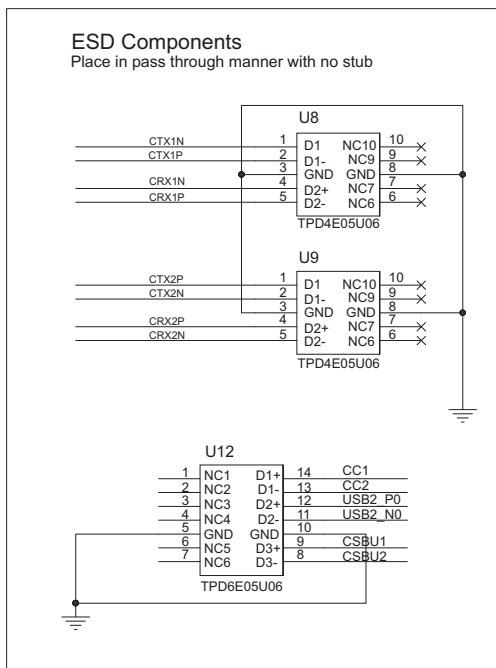 ESD Components
Place in pass through manner with no stub
U8
CTX1N 1 D1 NC10 10
CTX1P 2 D1- NC9 9
3 GND GND 8
CRX1N 4 D2+ NC7 7
CRX1P 5 D2- NC6 6
TPD4E05U06
U9
CTX2P 1 D1 NC10 10
CTX2N 2 D1- NC9 9
3 GND GND 8
CRX2P 4 D2+ NC7 7
CRX2N 5 D2- NC6 6
TPD4E05U06
U12
1 NC1 D1+ 14 CC1
2 NC2 D1- 13 CC2
3 NC3 D2+ 12 USB2_P0
4 NC4 D2- 11 USB2_N0
5 GND GND 10
6 NC5 D3+ 9 CSBU1
7 NC6 D3- 8 CSBU2
TPD6E05U06